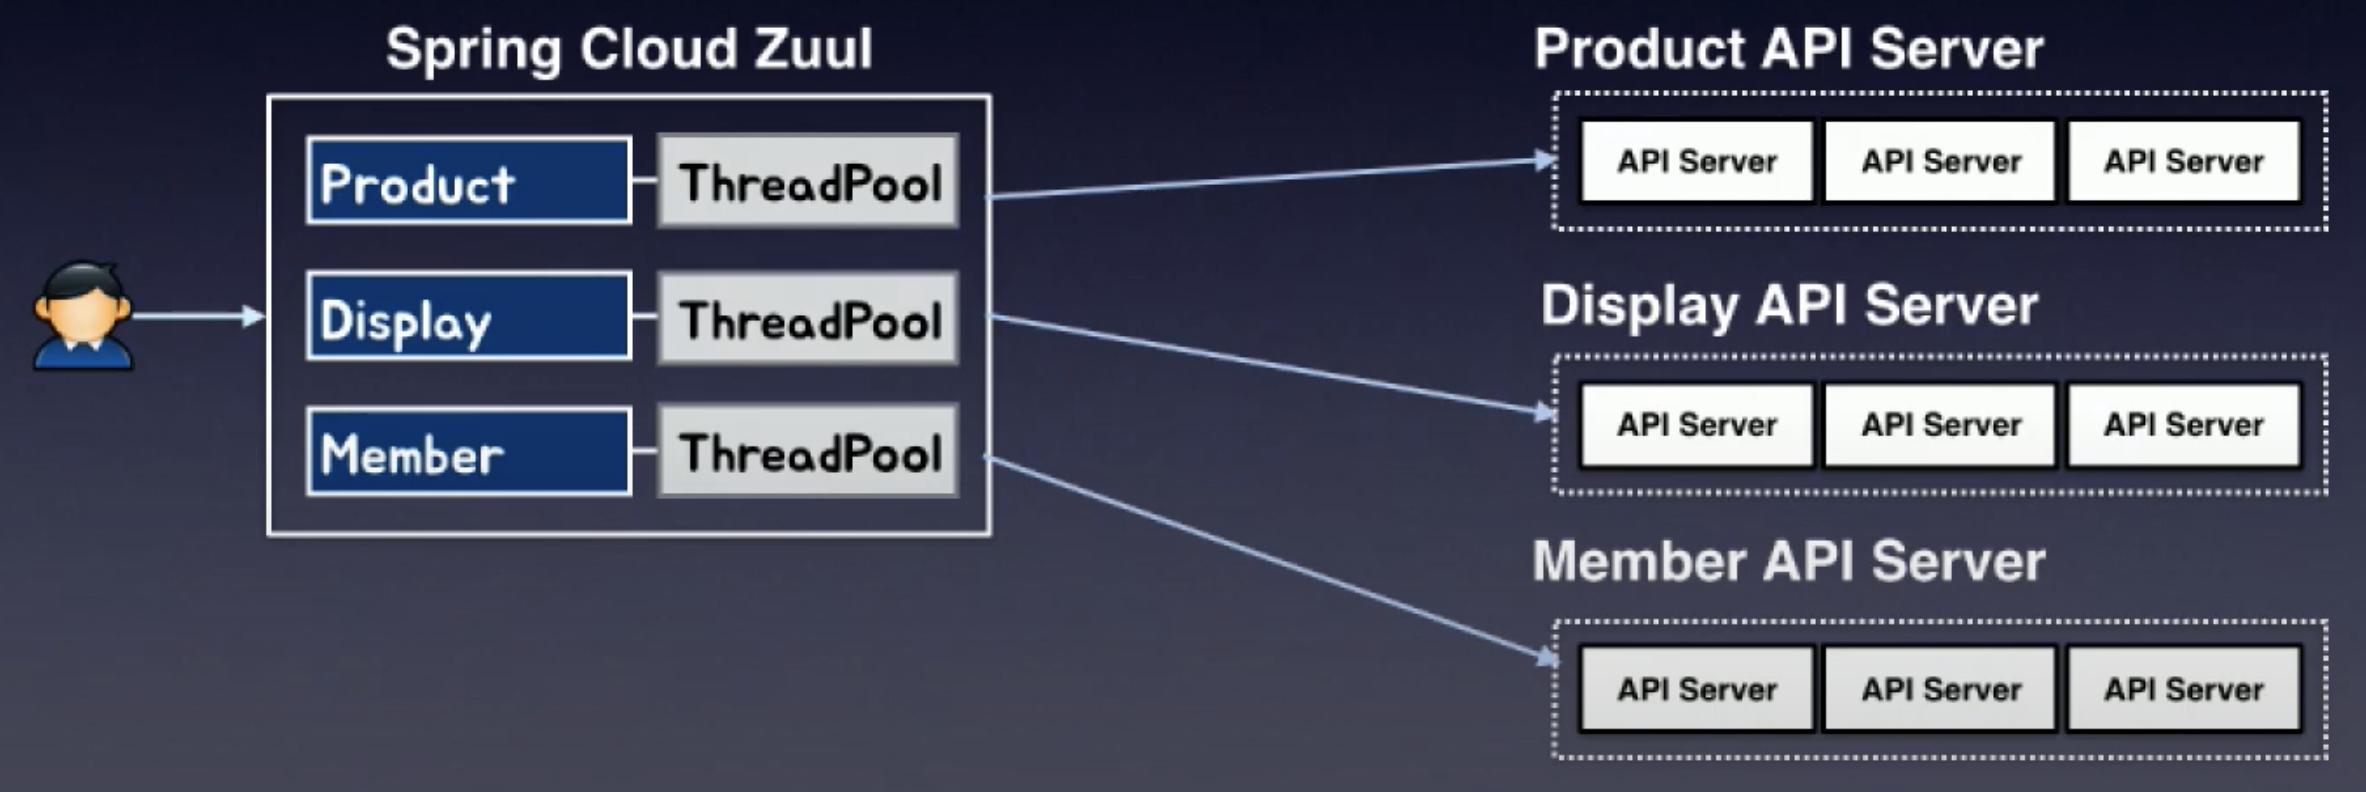 Spring Cloud Zuul
Product ThreadPool
Display ThreadPool
Member ThreadPool
Product API Server
API Server API Server API Server
Display API Server
API Server API Server API Server
Member API Server
API Server API Server API Server